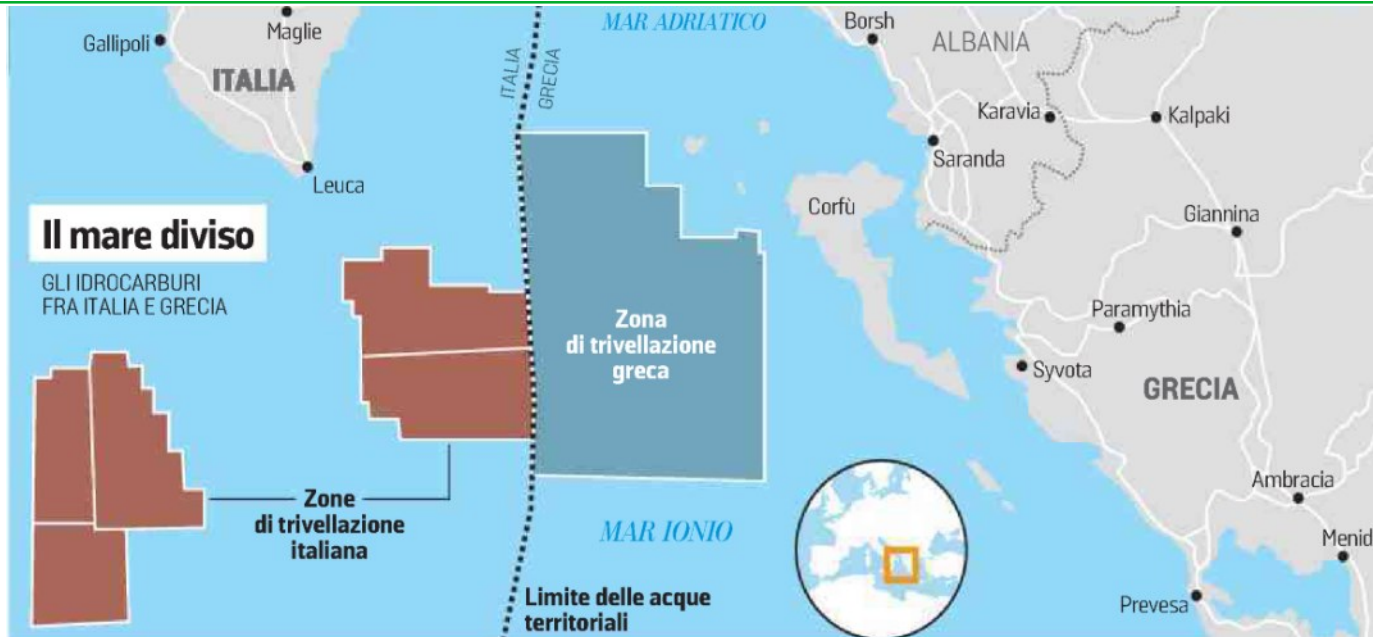 MAR ADRIATICO
Borsh
ALBANIA
Maglie
Gallipoli
ITALIA
ITALIA
GRECIA
Karavia
Kalpaki
Saranda
Leuca
Corfù
Giannina
Il mare diviso
GLI IDROCARBURI
FRA ITALIA E GRECIA
Zona
di trivellazione
greca
Paramythia
Syvota
GRECIA
Zone
di trivellazione
italiana
MAR IONIO
Ambracia
Menid
Limite delle acque
territoriali
Prevesa